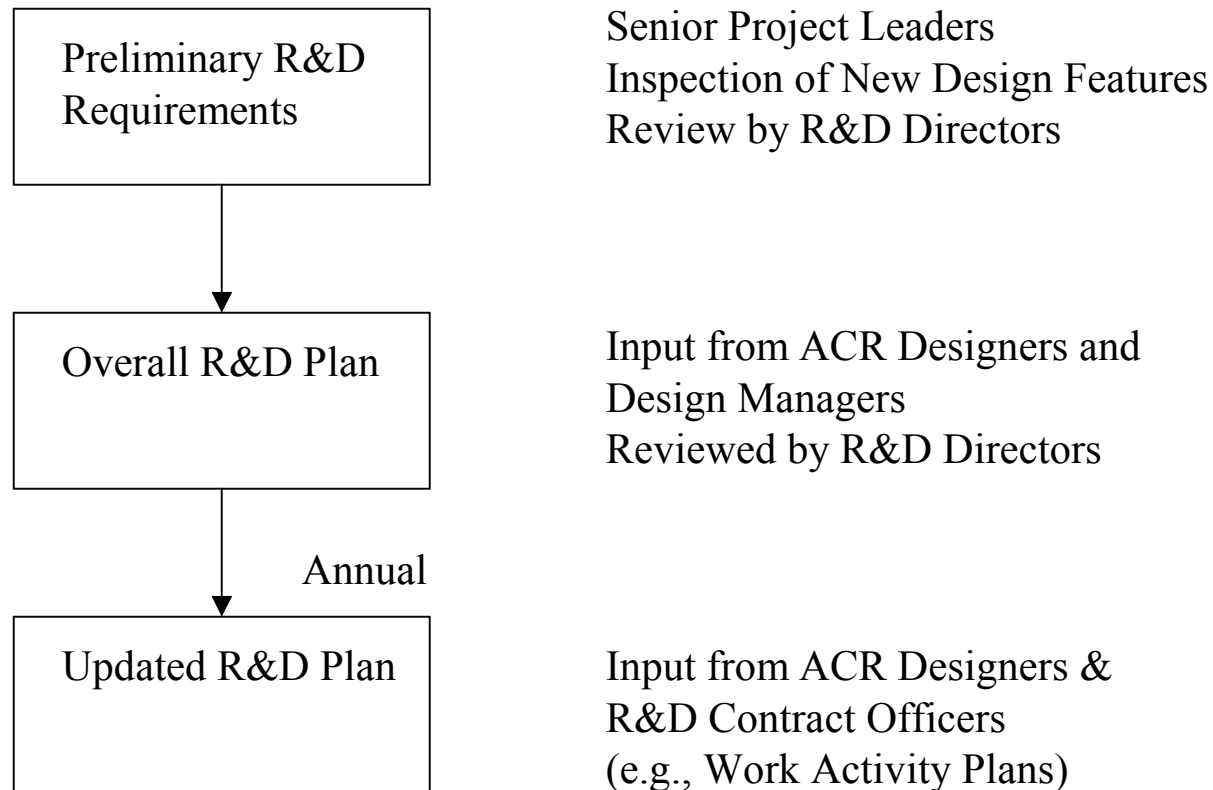 Preliminary R&D
Requirements
Senior Project Leaders
Inspection of New Design Features
Review by R&D Directors
Overall R&D Plan
Input from ACR Designers and
Design Managers
Reviewed by R&D Directors
Annual
Updated R&D Plan
Input from ACR Designers &
R&D Contract Officers
(e.g., Work Activity Plans)